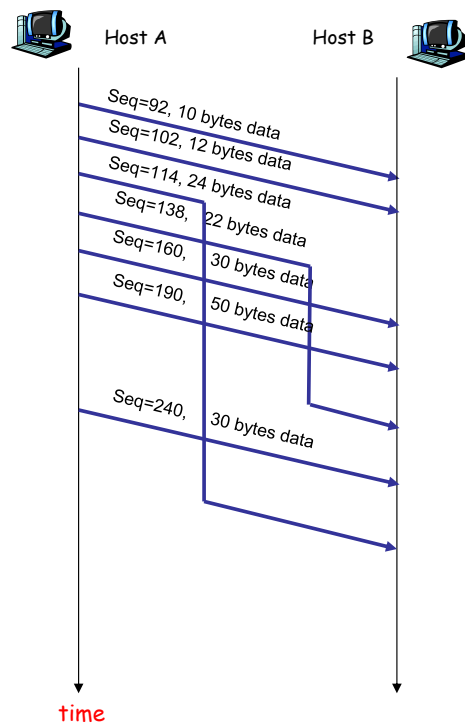 Host A
Host B
Seq=92, 10 bytes data
Seq=102, 12 bytes data
Seq=114, 24 bytes data
Seq=138, 22 bytes data
Seq=160, 30 bytes data
Seq=190, 50 bytes data
Seq=240, 30 bytes data
time